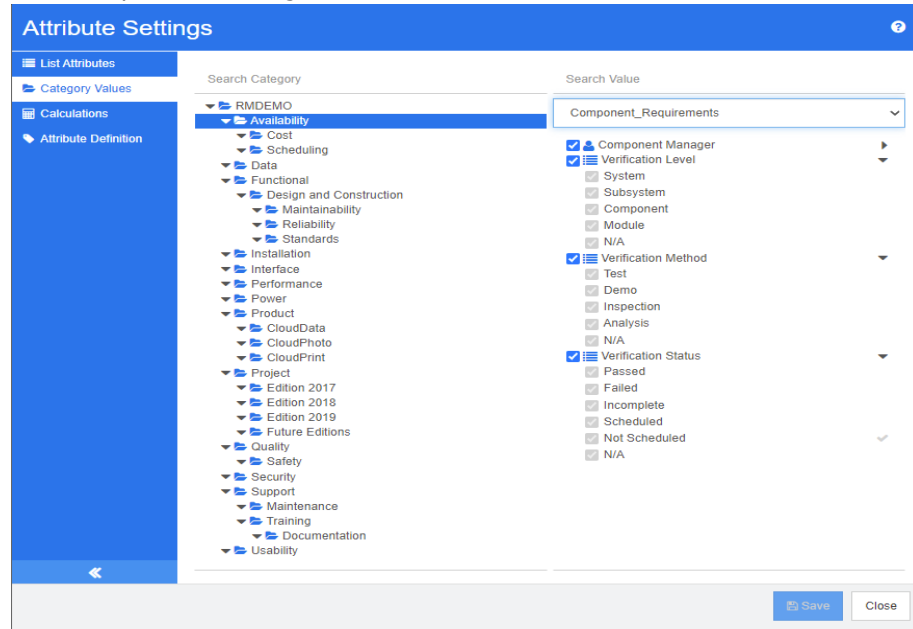 Attribute Settings
List Attributes
Category Values
Calculations
Attribute Definition
Search Category
RMDEMO
Availability
Cost
Scheduling
Data
Functional
Design and Construction
Maintainability
Reliability
Standards
Installation
Interface
Performance
Power
Product
CloudData
CloudPhoto
CloudPrint
Project
Edition 2017
Edition 2018
Edition 2019
Future Editions
Quality
Safety
Security
Support
Maintenance
Training
Documentation
Usability
Search Value
Component_Requirements
Component Manager
Verification Level
System
Subsystem
Component
Module
N/A
Verification Method
Test
Demo
Inspection
Analysis
N/A
Verification Status
Passed
Failed
Incomplete
Scheduled
Not Scheduled
N/A
Save
Close